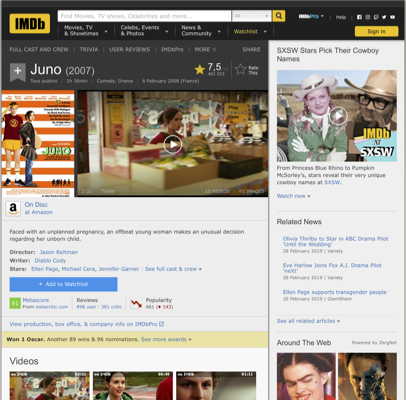 IMDb
Find Movies, TV shows, Celebrities and more...
All
IMDbPro
Help
Movies, TV
& Showtimes
Celebs, Events
& Photos
News &
Community
Watchlist
Sign in
FULL CAST AND CREW | TRIVIA | USER REVIEWS | IMDbPro | MORE
SHARE
Juno (2007)
Tous publics | 1h 36min | Comedy, Drama | 6 February 2008 (France)
7,5
Rate
This
JUNO
2:32 | Trailer
15 VIDEOS | 61 IMAGES
On Disc
at Amazon
Faced with an unplanned pregnancy, an offbeat young woman makes an unusual decision
regarding her unborn child.
Director: Jason Reitman
Writer: Diablo Cody
Stars: Ellen Page, Michael Cera, Jennifer Garner | See full cast & crew »
+ Add to Watchlist
81
Metascore
From metacritic.com
Reviews
898 user | 381 critic
Popularity
661 (143)
View production, box office, & company info on IMDbPro
Won 1 Oscar. Another 89 wins & 96 nominations. See more awards »
Videos
SXSW Stars Pick Their Cowboy
Names
IMDb
AT
SXSW
From Princess Blue Rhino to Pumpkin
McSorley's, stars reveal their very unique
cowboy names at SXSW.
Watch now »
Related News
Olivia Thirlby to Star in ABC Drama Pilot
'Until the Wedding'
28 February 2019 | Variety
Eve Harlow Joins Fox A.I. Drama Pilot
'neXt'
28 February 2019 | Variety
Ellen Page supports transgender people
26 February 2019 | GlamSham
See all related articles »
Around The Web
Powered by ZergNet